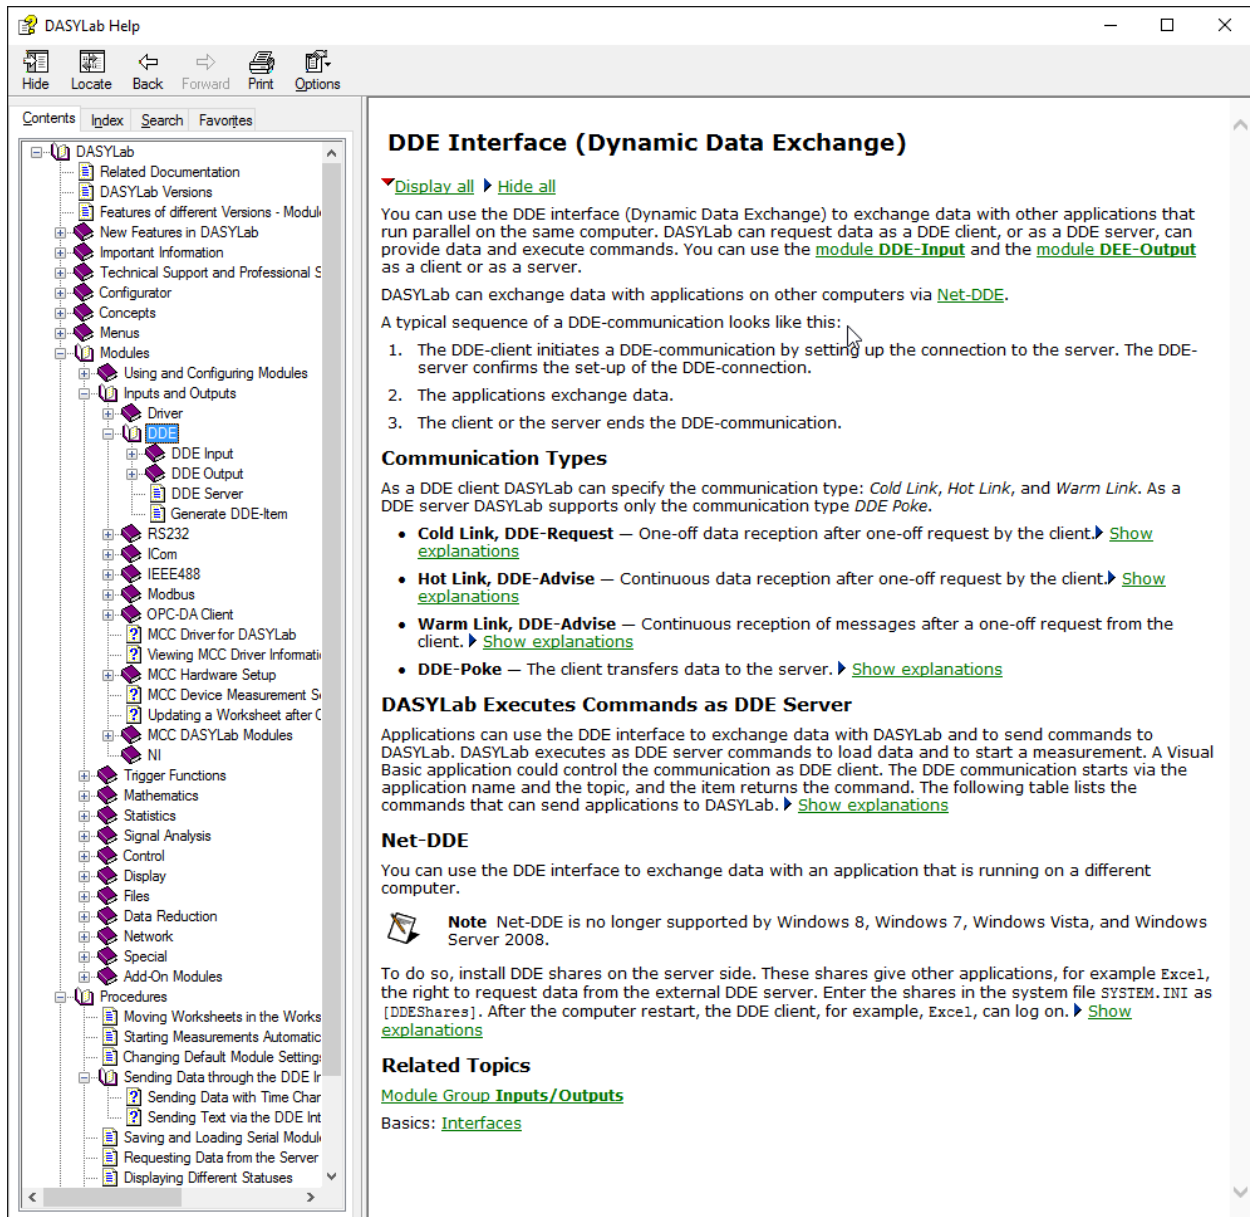 DASYLab Help
Hide Locate Back Forward Print Options
Contents Index Search Favorites
DASYLab
Related Documentation
DASYLab Versions
Features of different Versions - Modul
New Features in DASYLab
Important Information
Technical Support and Professional S
Configurator
Concepts
Menus
Modules
Using and Configuring Modules
Inputs and Outputs
Driver
DDE
DDE Input
DDE Output
DDE Server
Generate DDE-Item
RS232
ICom
IEEE488
Modbus
OPC-DA Client
MCC Driver for DASYLab
Viewing MCC Driver Informati
MCC Hardware Setup
MCC Device Measurement S
Updating a Worksheet after C
MCC DASYLab Modules
NI
Trigger Functions
Mathematics
Statistics
Signal Analysis
Control
Display
Files
Data Reduction
Network
Special
Add-On Modules
Procedures
Moving Worksheets in the Works
Starting Measurements Automatic
Changing Default Module Setting
Sending Data through the DDE I
Sending Data with Time Char
Sending Text via the DDE Int
Saving and Loading Serial Modul
Requesting Data from the Server
Displaying Different Statuses
DDE Interface (Dynamic Data Exchange)
Display all Hide all
You can use the DDE interface (Dynamic Data Exchange) to exchange data with other applications that
run parallel on the same computer. DASYLab can request data as a DDE client, or as a DDE server, can
provide data and execute commands. You can use the module DDE-Input and the module DEE-Output
as a client or as a server.
DASYLab can exchange data with applications on other computers via Net-DDE.
A typical sequence of a DDE-communication looks like this:
1. The DDE-client initiates a DDE-communication by setting up the connection to the server. The DDE-
server confirms the set-up of the DDE-connection.
2. The applications exchange data.
3. The client or the server ends the DDE-communication.
Communication Types
As a DDE client DASYLab can specify the communication type: Cold Link, Hot Link, and Warm Link. As a
DDE server DASYLab supports only the communication type DDE Poke.
• Cold Link, DDE-Request — One-off data reception after one-off request by the client. Show
explanations
• Hot Link, DDE-Advise — Continuous data reception after one-off request by the client. Show
explanations
• Warm Link, DDE-Advise — Continuous reception of messages after a one-off request from the
client. Show explanations
• DDE-Poke — The client transfers data to the server. Show explanations
DASYLab Executes Commands as DDE Server
Applications can use the DDE interface to exchange data with DASYLab and to send commands to
DASYLab. DASYLab executes as DDE server commands to load data and to start a measurement. A Visual
Basic application could control the communication as DDE client. The DDE communication starts via the
application name and the topic, and the item returns the command. The following table lists the
commands that can send applications to DASYLab. Show explanations
Net-DDE
You can use the DDE interface to exchange data with an application that is running on a different
computer.
Note Net-DDE is no longer supported by Windows 8, Windows 7, Windows Vista, and Windows
Server 2008.
To do so, install DDE shares on the server side. These shares give other applications, for example Excel,
the right to request data from the external DDE server. Enter the shares in the system file SYSTEM.INI as
[DDEShares]. After the computer restart, the DDE client, for example, Excel, can log on. Show
explanations
Related Topics
Module Group Inputs/Outputs
Basics: Interfaces